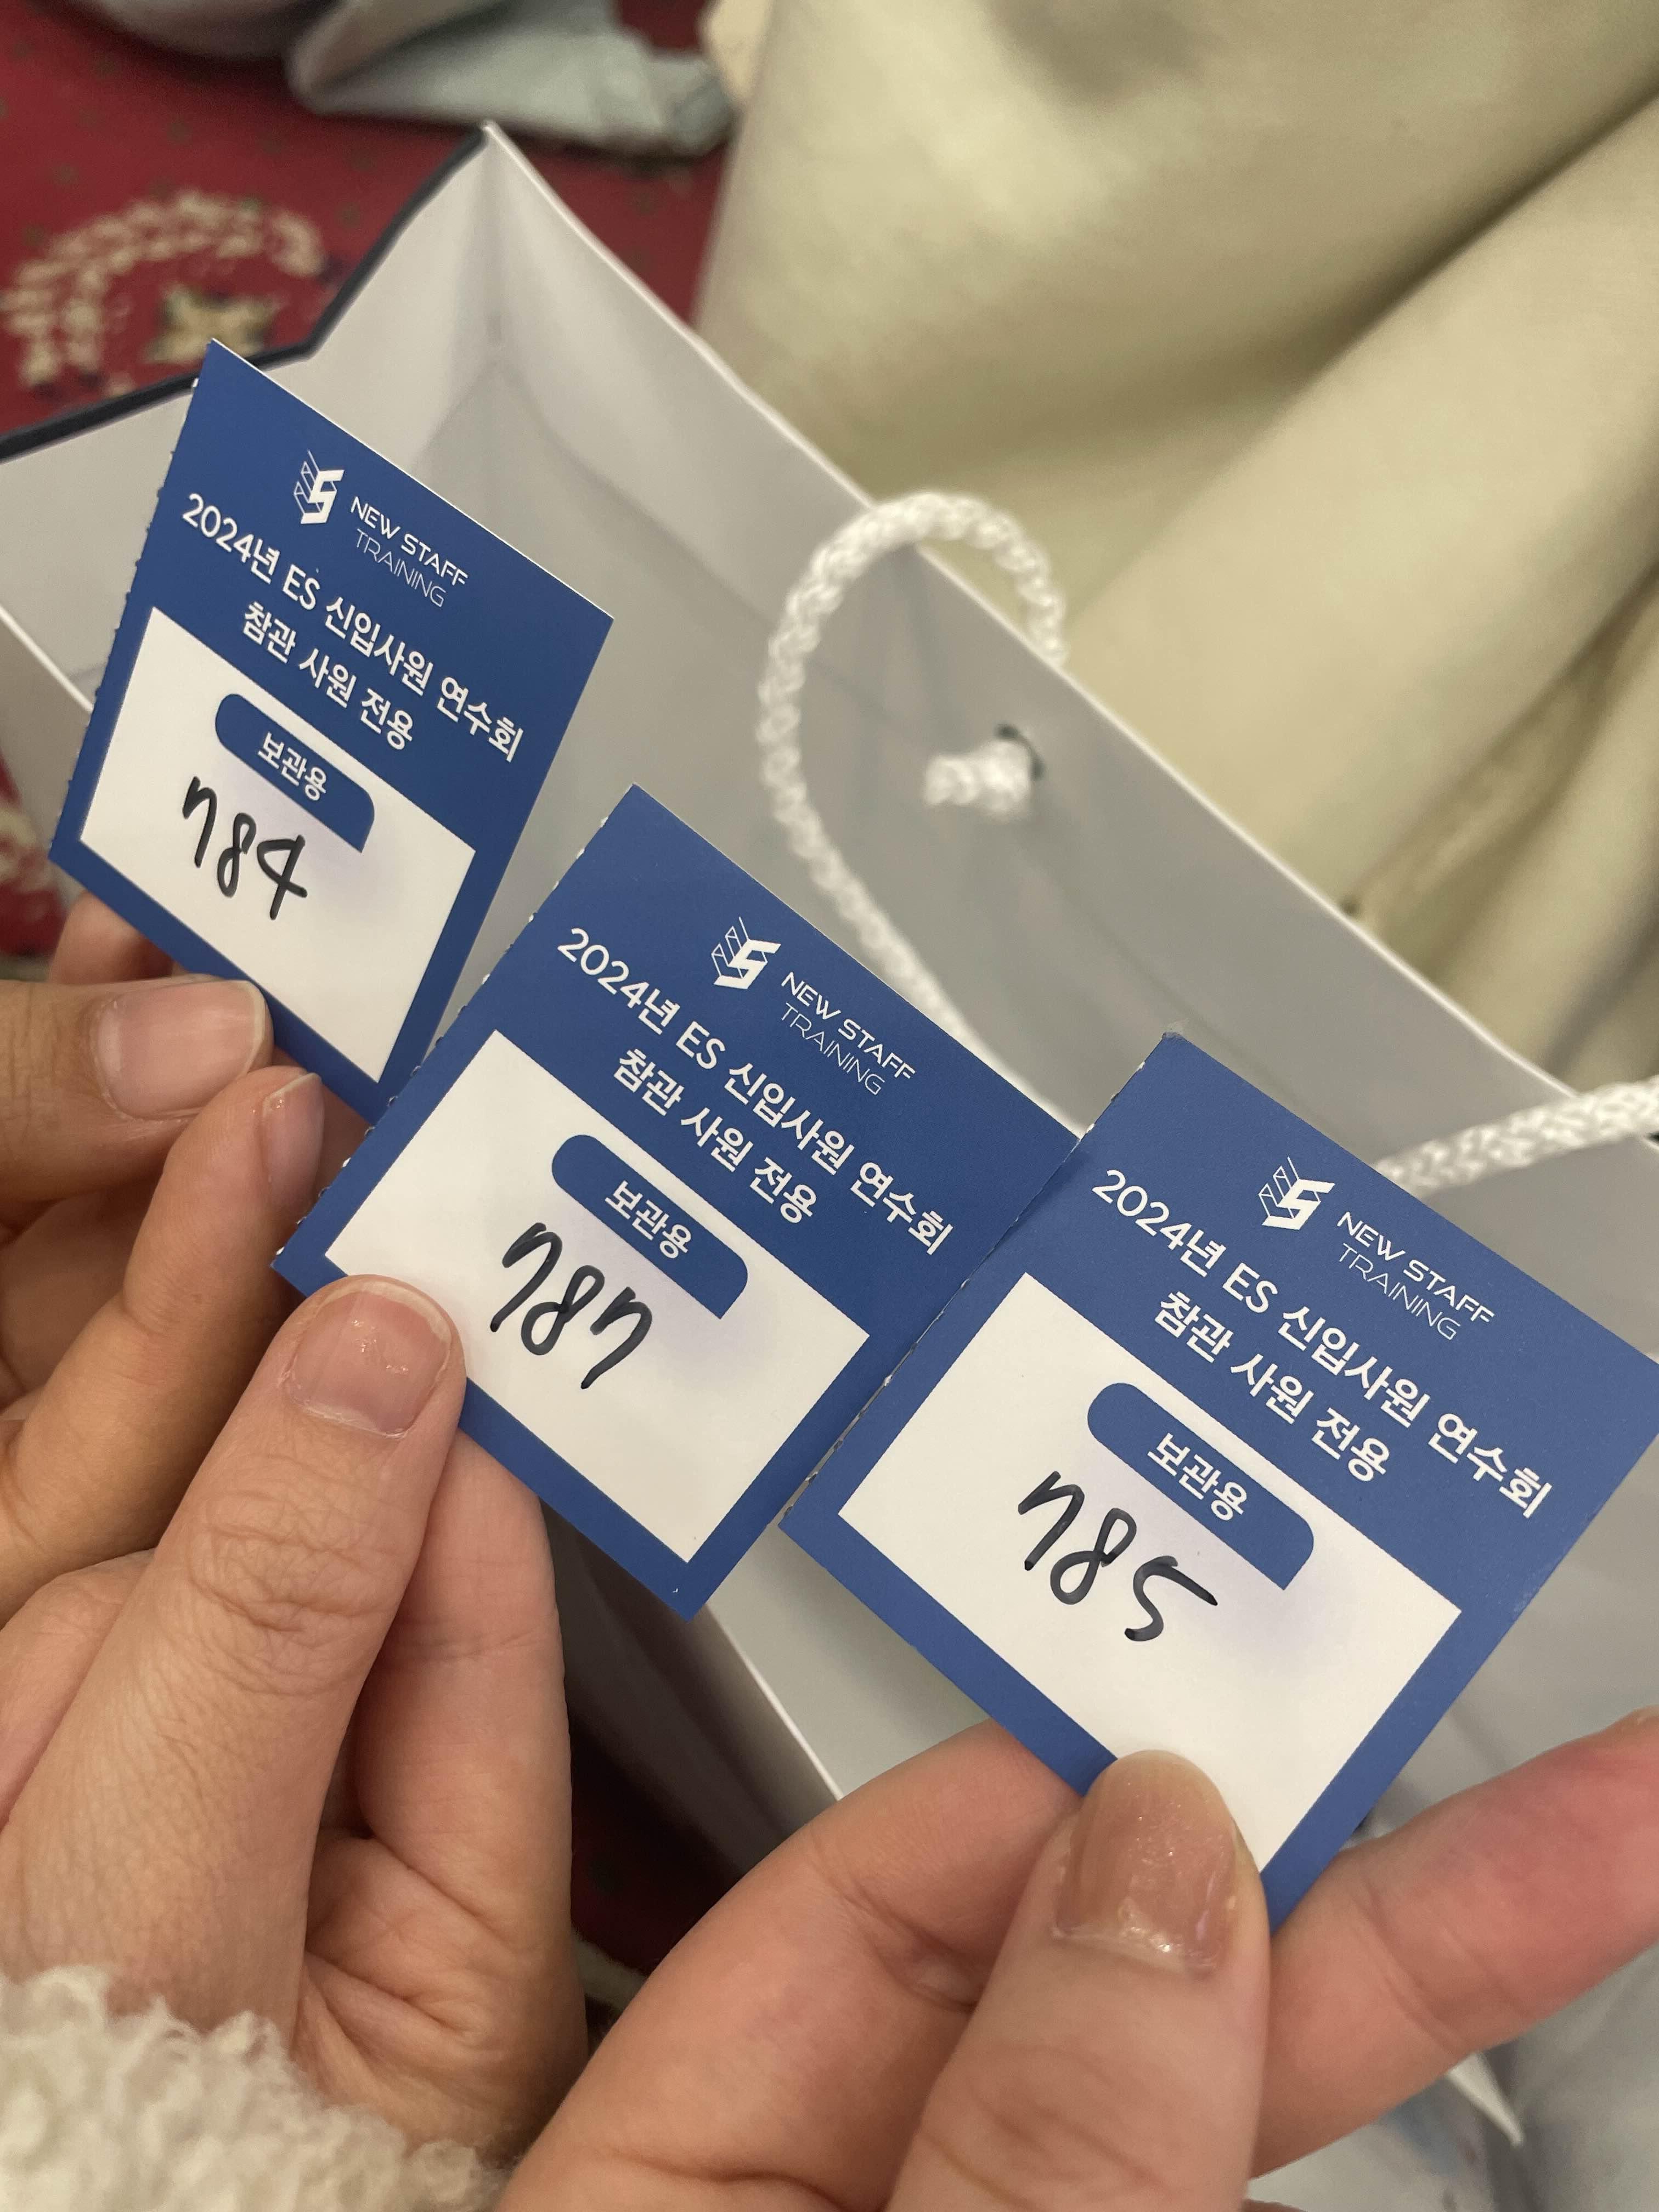 NEW STAFF
TRAINING
2024년 ES 신입사원 연수회
참관 사원 전용
보관용
784
NEW STAFF
TRAINING
2024년 ES 신입사원 연수회
참관 사원 전용
보관용
787
NEW STAFF
TRAINING
2024년 ES 신입사원 연수회
참관 사원 전용
보관용
785